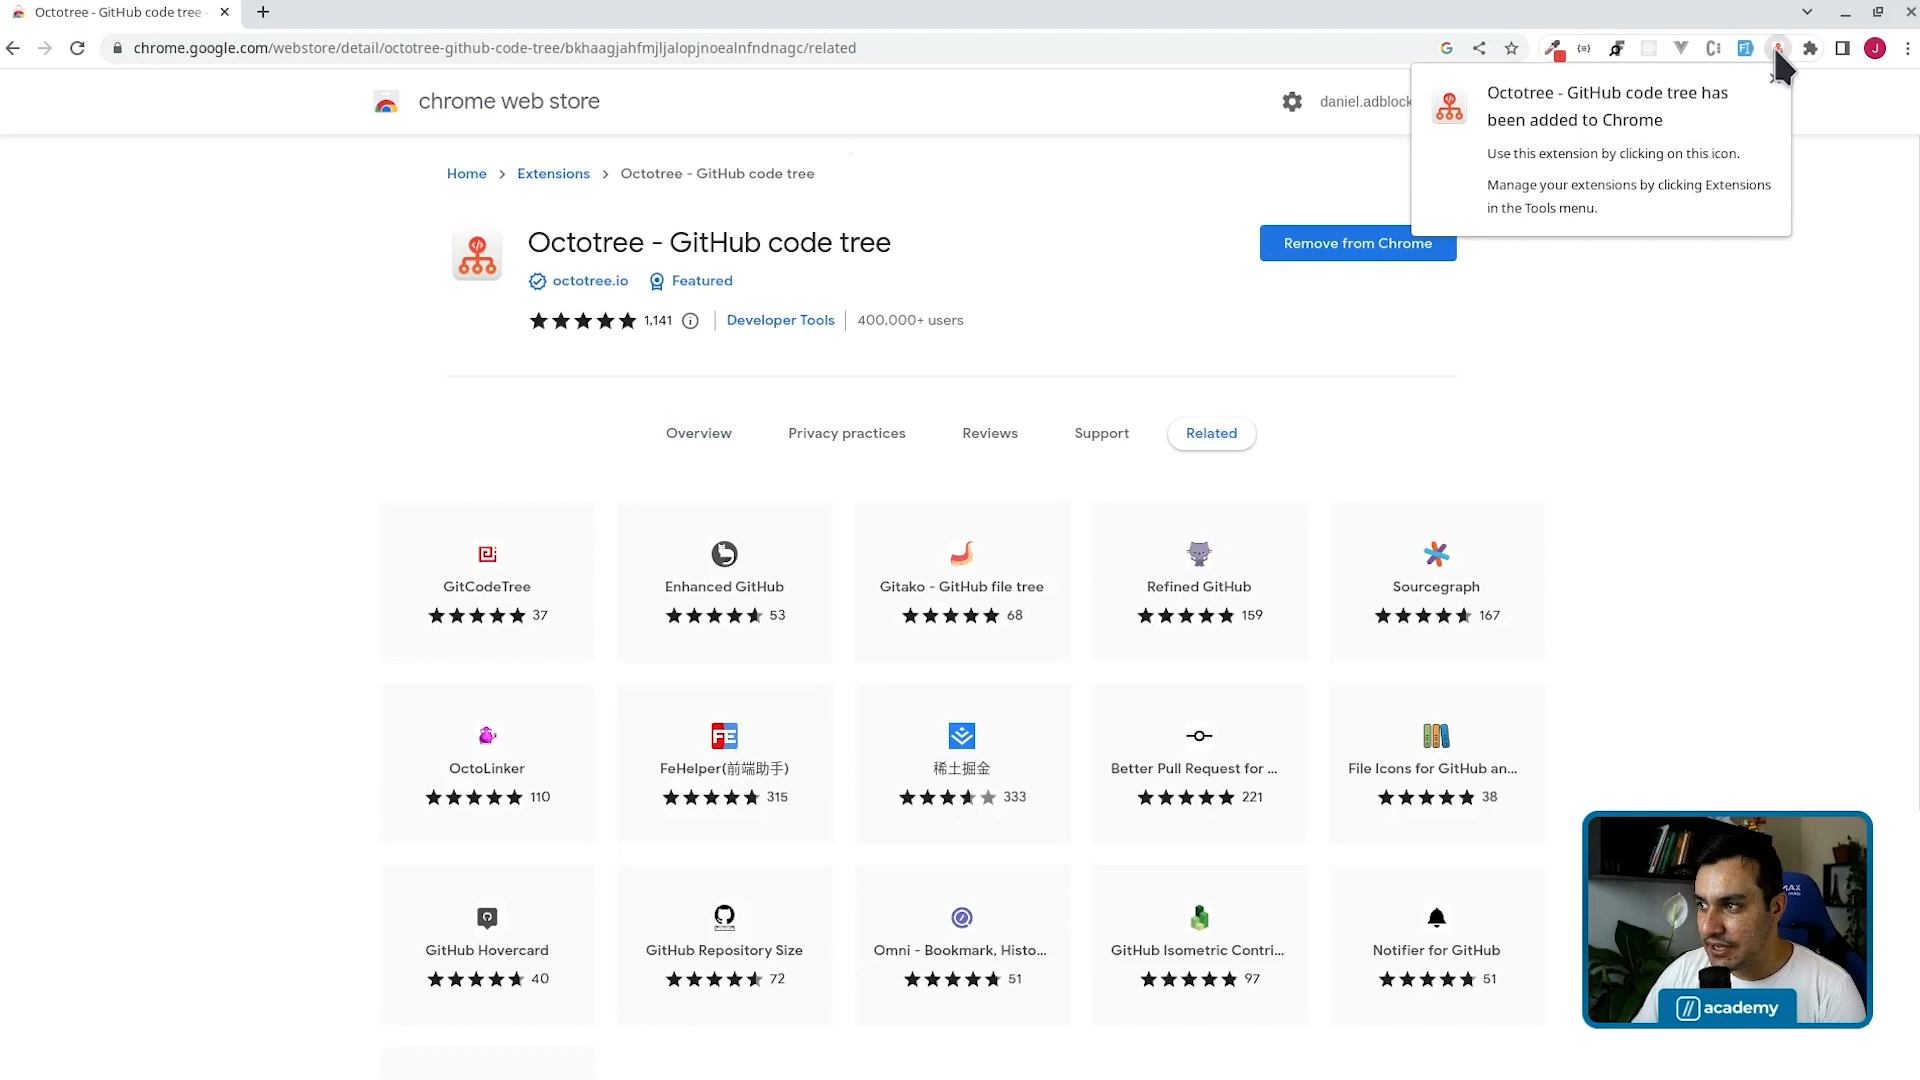 Octotree - GitHub code tree -
chrome.google.com/webstore/detail/octotree-github-code-tree/bkhaagjahfmjljalopjnoealnfndnagc/related
J
chrome web store
daniel.adblock
Octotree - GitHub code tree has
been added to Chrome
Use this extension by clicking on this icon.
Manage your extensions by clicking Extensions
in the Tools menu.
Home > Extensions > Octotree - GitHub code tree
Octotree - GitHub code tree
Remove from Chrome
octotree.io Featured
1,141 Developer Tools 400,000+ users
Overview Privacy practices Reviews Support Related
GitCodeTree Enhanced GitHub Gitako - GitHub file tree Refined GitHub Sourcegraph
37 53 68 159 167
FE
OctoLinker FeHelper(前端助手) 稀土掘金 Better Pull Request for ... File Icons for GitHub an...
110 315 333 221 38
GitHub Hovercard GitHub Repository Size Omni - Bookmark, Histo... GitHub Isometric Contri... Notifier for GitHub
40 72 51 97 51
// academy